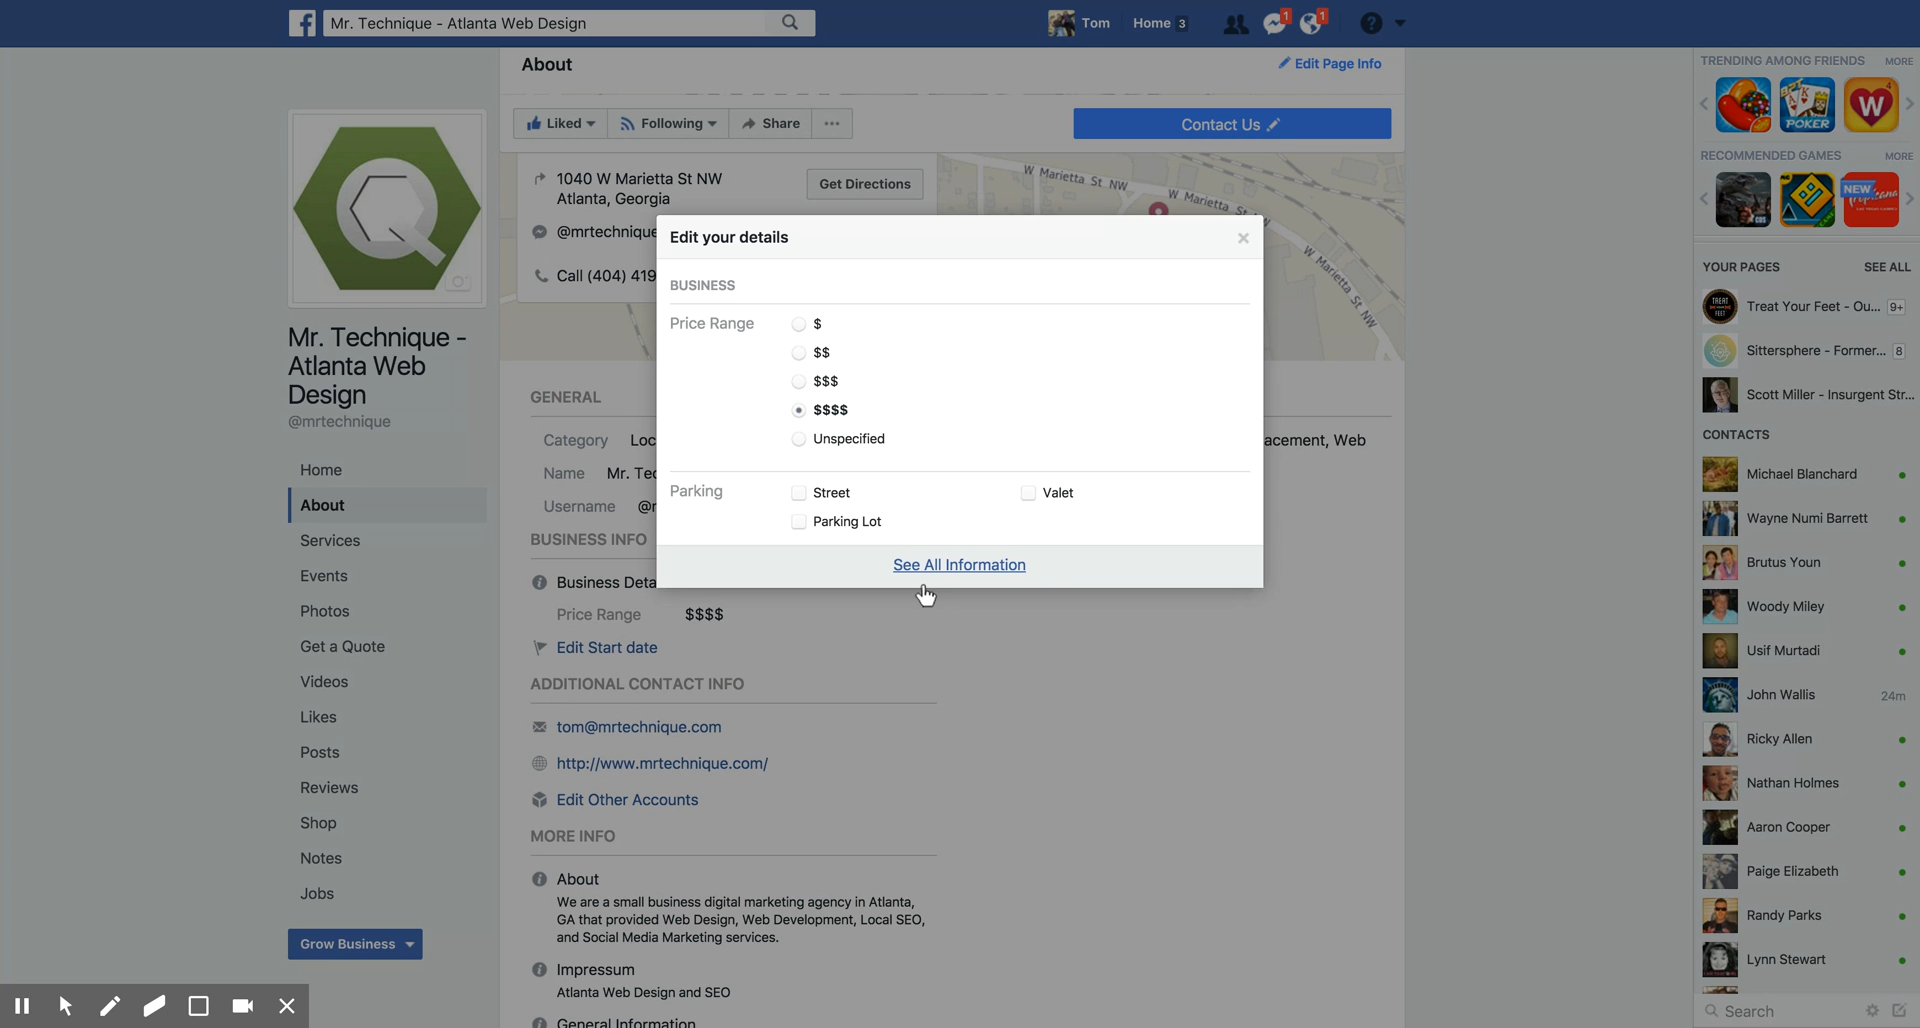 Mr. Technique - Atlanta Web Design
Tom
Home 3
1
1
?
About
Edit Page Info
Liked
Following
Share
...
Contact Us
1040 W Marietta St NW
Atlanta, Georgia
Get Directions
@mrtechnique
Call (404) 419
W Marietta St NW
W Marietta St
W Marietta St NW
Mr. Technique -
Atlanta Web
Design
@mrtechnique
Home
About
Services
Events
Photos
Get a Quote
Videos
Likes
Posts
Reviews
Shop
Notes
Jobs
Grow Business
Edit your details
BUSINESS
Price Range
$
$$
$$$
$$$$
Unspecified
Parking
Street
Valet
Parking Lot
See All Information
GENERAL
Category Loc
acement, Web
Name Mr. Tec
Username
BUSINESS INFO
Business Deta
Price Range $$$$
Edit Start date
ADDITIONAL CONTACT INFO
tom@mrtechnique.com
http://www.mrtechnique.com/
Edit Other Accounts
MORE INFO
About
We are a small business digital marketing agency in Atlanta,
GA that provided Web Design, Web Development, Local SEO,
and Social Media Marketing services.
Impressum
Atlanta Web Design and SEO
General Information
TRENDING AMONG FRIENDS MORE
POKER
W
4
RECOMMENDED GAMES MORE
NEW
Tropicana
YOUR PAGES SEE ALL
TREAT
FEET
Treat Your Feet - Ou... 9+
Sittersphere - Former... 8
Scott Miller - Insurgent Str...
CONTACTS
Michael Blanchard
Wayne Numi Barrett
Brutus Youn
Woody Miley
Usif Murtadi
John Wallis 24m
Ricky Allen
Nathan Holmes
Aaron Cooper
Paige Elizabeth
Randy Parks
Lynn Stewart
Search